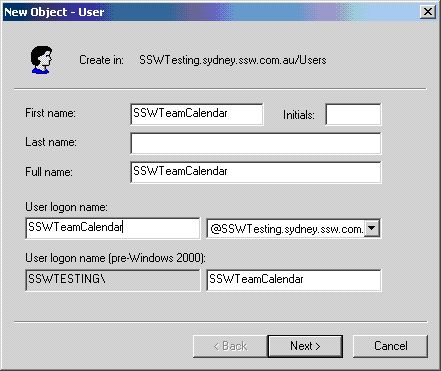 New Object - User
Create in: SSWTesting.sydney.ssw.com.au/Users
First name: SSWTeamCalendar Initials:
Last name:
Full name: SSWTeamCalendar
User logon name:
SSWTeamCalendar @SSWTesting.sydney.ssw.com.
User logon name (pre-Windows 2000):
SSWTESTING\ SSWTeamCalendar
< Back Next > Cancel